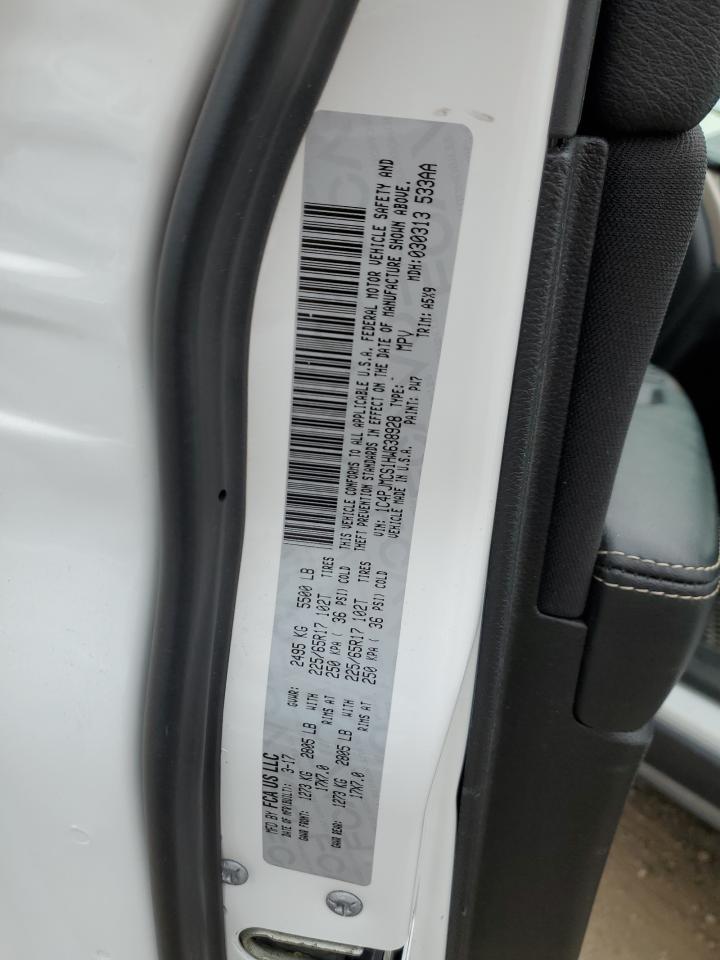 MFD BY FCA US LLC
DATE OF MFR(BUILT): 3-17 GVWR: 2495 KG 5500 LB
GAWR FRONT: 1273 KG 2805 LB WITH 225/65R17 102T TIRES
17X7.0 RIMS AT 250 KPA ( 36 PSI) COLD
GAWR REAR: 1273 KG 2805 LB WITH 225/65R17 102T TIRES
17X7.0 RIMS AT 250 KPA ( 36 PSI) COLD
THIS VEHICLE CONFORMS TO ALL APPLICABLE U.S.A. FEDERAL MOTOR VEHICLE SAFETY AND
THEFT PREVENTION STANDARDS IN EFFECT ON THE DATE OF MANUFACTURE SHOWN ABOVE.
VIN: 1C4PJMCS1HW638928 TYPE: MPV MDH: 030313 533AA
VEHICLE MADE IN U.S.A. PAINT: PW7 TRIM: A5X9